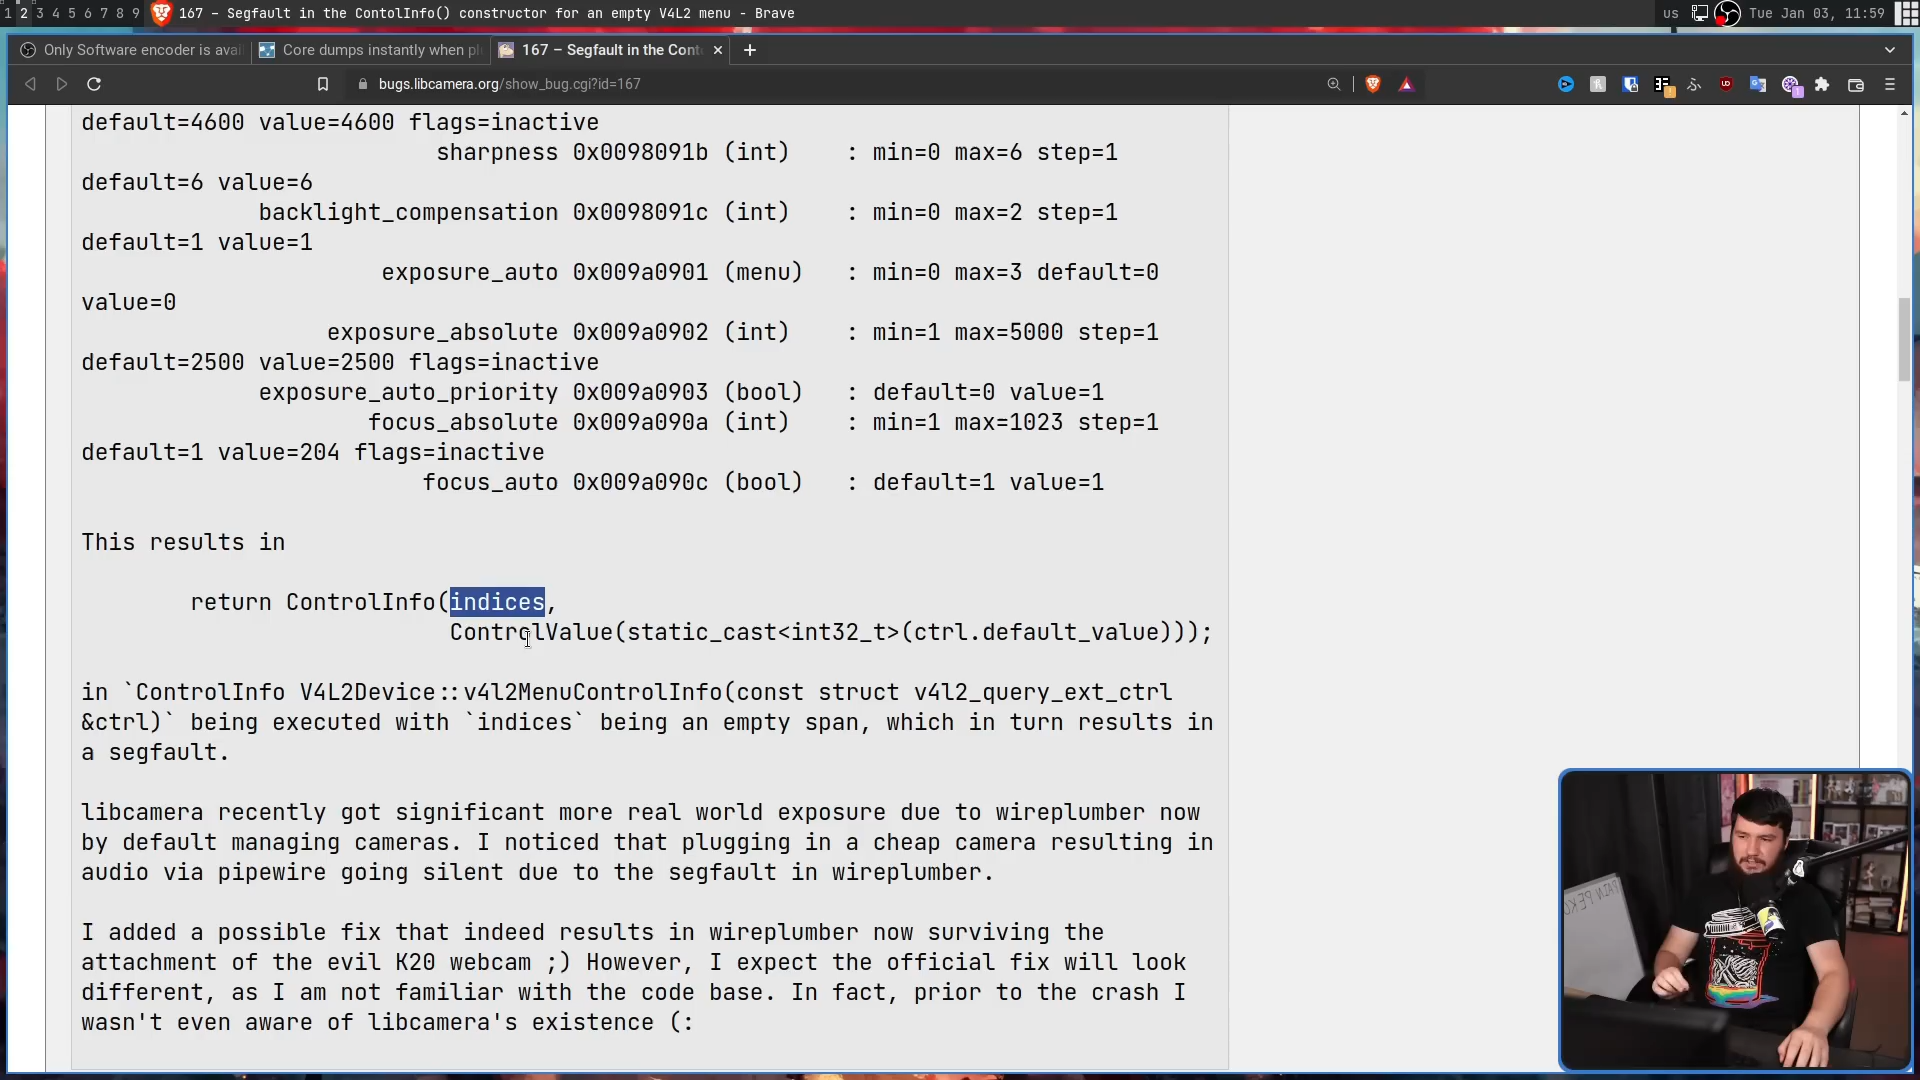 1 2 3 4 5 6 7 8 9 167 – Segfault in the ContolInfo() constructor for an empty V4L2 menu - Brave
us Tue Jan 03, 11:59
Only Software encoder is avai
Core dumps instantly when pl
167 – Segfault in the Cont
bugs.libcamera.org/show_bug.cgi?id=167
default=4600 value=4600 flags=inactive
sharpness 0x0098091b (int) : min=0 max=6 step=1
default=6 value=6
backlight_compensation 0x0098091c (int) : min=0 max=2 step=1
default=1 value=1
exposure_auto 0x009a0901 (menu) : min=0 max=3 default=0
value=0
exposure_absolute 0x009a0902 (int) : min=1 max=5000 step=1
default=2500 value=2500 flags=inactive
exposure_auto_priority 0x009a0903 (bool) : default=0 value=1
focus_absolute 0x009a090a (int) : min=1 max=1023 step=1
default=1 value=204 flags=inactive
focus_auto 0x009a090c (bool) : default=1 value=1
This results in
return ControlInfo(indices,
ControlValue(static_cast<int32_t>(ctrl.default_value)));
in `ControlInfo V4L2Device::v4l2MenuControlInfo(const struct v4l2_query_ext_ctrl
&ctrl)` being executed with `indices` being an empty span, which in turn results in
a segfault.
libcamera recently got significant more real world exposure due to wireplumber now
by default managing cameras. I noticed that plugging in a cheap camera resulting in
audio via pipewire going silent due to the segfault in wireplumber.
I added a possible fix that indeed results in wireplumber now surviving the
attachment of the evil K20 webcam ;) However, I expect the official fix will look
different, as I am not familiar with the code base. In fact, prior to the crash I
wasn't even aware of libcamera's existence (: